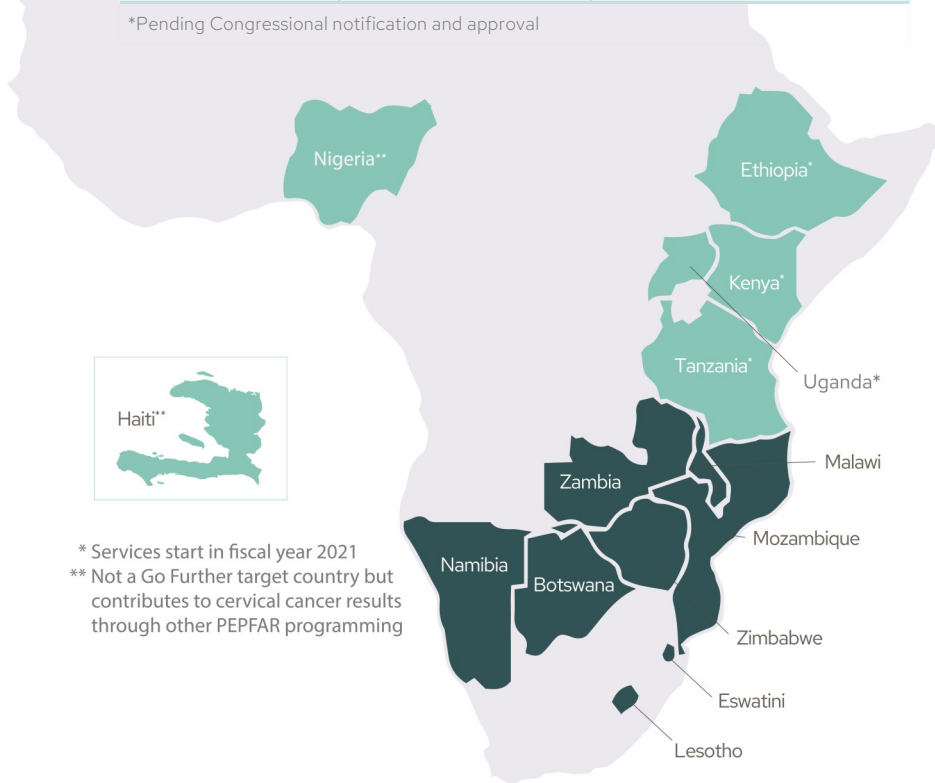 *Pending Congressional notification and approval
Nigeria**
Ethiopia*
Kenya*
Tanzania*
Uganda*
Haiti**
Malawi
Zambia
Mozambique
* Services start in fiscal year 2021
** Not a Go Further target country but
contributes to cervical cancer results
through other PEPFAR programming
Namibia
Botswana
Zimbabwe
Eswatini
Lesotho